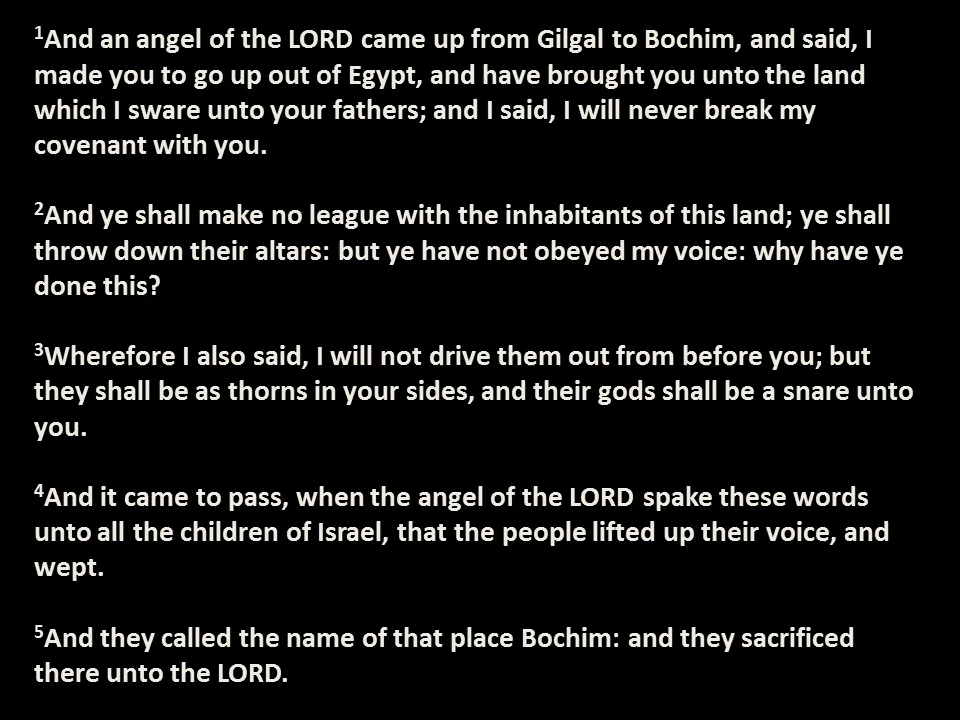 ¹And an angel of the LORD came up from Gilgal to Bochim, and said, I
made you to go up out of Egypt, and have brought you unto the land
which I sware unto your fathers; and I said, I will never break my
covenant with you.
²And ye shall make no league with the inhabitants of this land; ye shall
throw down their altars: but ye have not obeyed my voice: why have ye
done this?
³Wherefore I also said, I will not drive them out from before you; but
they shall be as thorns in your sides, and their gods shall be a snare unto
you.
⁴And it came to pass, when the angel of the LORD spake these words
unto all the children of Israel, that the people lifted up their voice, and
wept.
⁵And they called the name of that place Bochim: and they sacrificed
there unto the LORD.